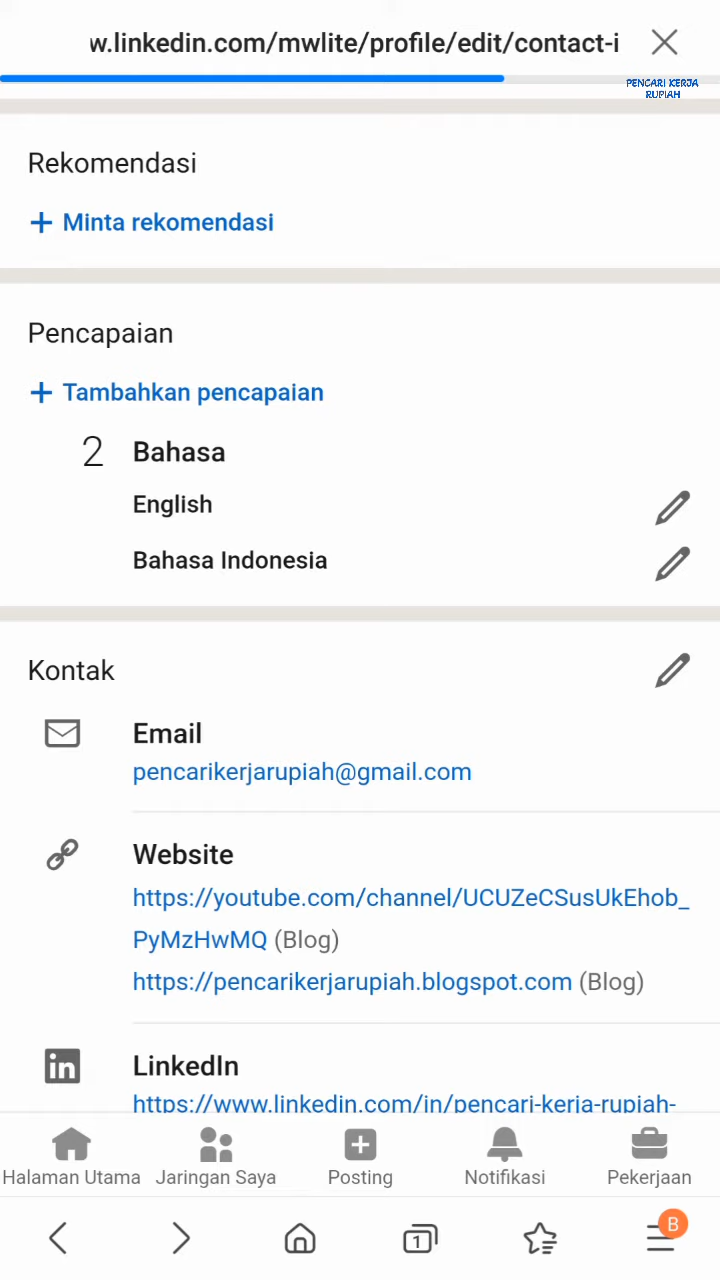 w.linkedin.com/mwlite/profile/edit/contact-i
PENCARI KERJA
RUPIAH
Rekomendasi
+ Minta rekomendasi
Pencapaian
+ Tambahkan pencapaian
2 Bahasa
English
Bahasa Indonesia
Kontak
Email
pencarikerjarupiah@gmail.com
Website
https://youtube.com/channel/UCUZeCSusUkEhob_
PyMzHwMQ (Blog)
https://pencarikerjarupiah.blogspot.com (Blog)
in LinkedIn
https://www.linkedin.com/in/pencari-kerja-rupiah-
Halaman Utama Jaringan Saya Posting Notifikasi Pekerjaan
1 B